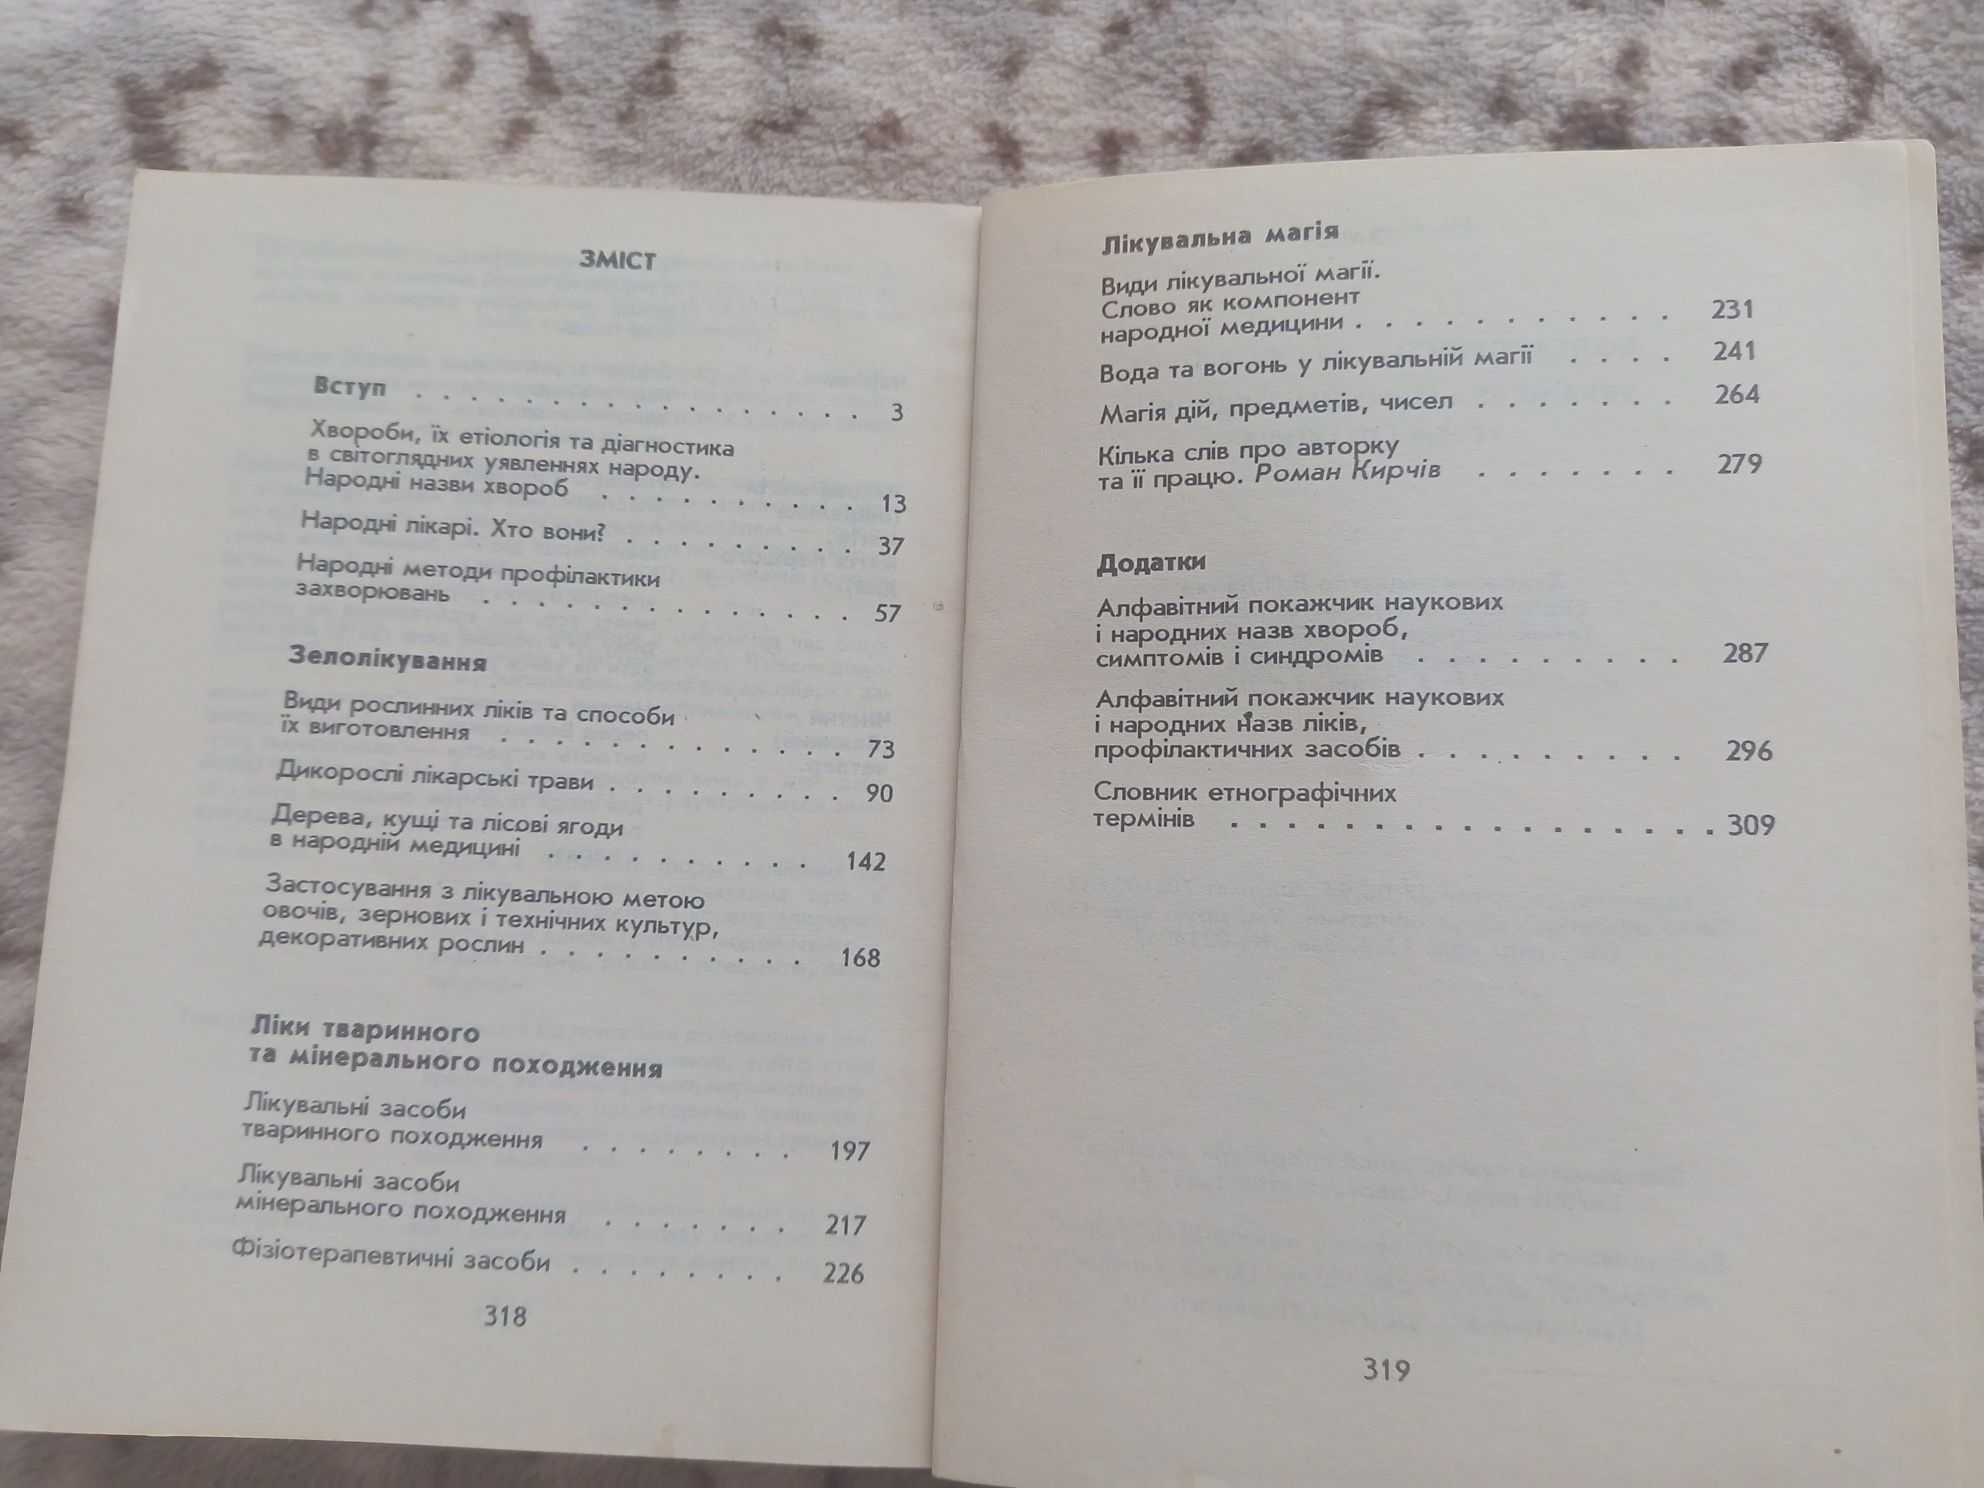 ЗМІСТ
Вступ . . . . . . . . . . . . . . . . . 3
Хвороби, їх етіологія та діагностика
в світоглядних уявленнях народу.
Народні назви хвороб . . . . . . . . . . 13
Народні лікарі. Хто вони? . . . . . . . . . 37
Народні методи профілактики
захворювань . . . . . . . . . . . . . . 57
Зелолікування
Види рослинних ліків та способи
їх виготовлення . . . . . . . . . . . . . 73
Дикорослі лікарські трави . . . . . . . . . 90
Дерева, кущі та лісові ягоди
в народній медицині . . . . . . . . . . 142
Застосування з лікувальною метою
овочів, зернових і технічних культур,
декоративних рослин . . . . . . . . . . 168
Ліки тваринного
та мінерального походження
Лікувальні засоби
тваринного походження . . . . . . . . 197
Лікувальні засоби
мінерального походження . . . . . . . 217
Фізіотерапевтичні засоби . . . . . . . . 226
318
Лікувальна магія
Види лікувальної магії.
Слово як компонент
народної медицини . . . . . . . . . . . 231
Вода та вогонь у лікувальній магії . . . . 241
Магія дій, предметів, чисел . . . . . . . 264
Кілька слів про авторку
та її працю. Роман Кирчів . . . . . . . 279
Додатки
Алфавітний покажчик наукових
і народних назв хвороб,
симптомів і синдромів . . . . . . . . . 287
Алфавітний покажчик наукових
і народних назв ліків,
профілактичних засобів . . . . . . . . . 296
Словник етнографічних
термінів . . . . . . . . . . . . . . . . . 309
319